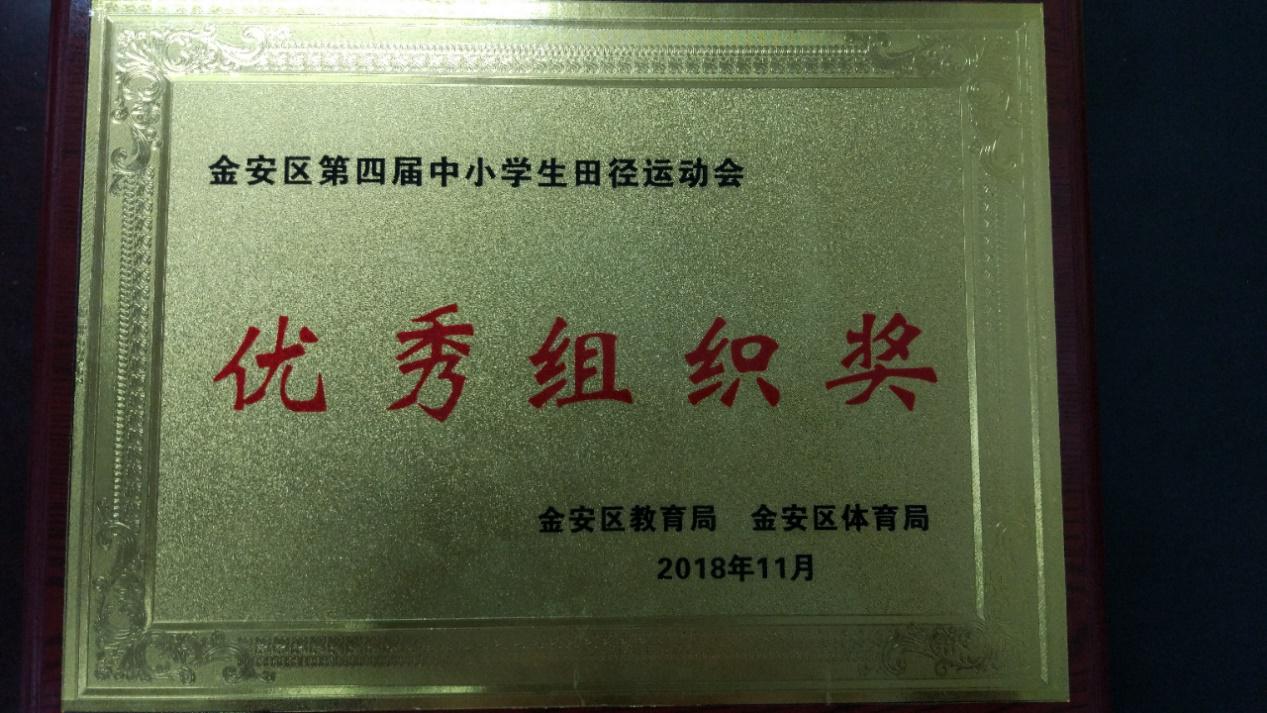 金安区第四届中小学生田径运动会
优秀组织奖
金安区教育局 金安区体育局
2018年11月